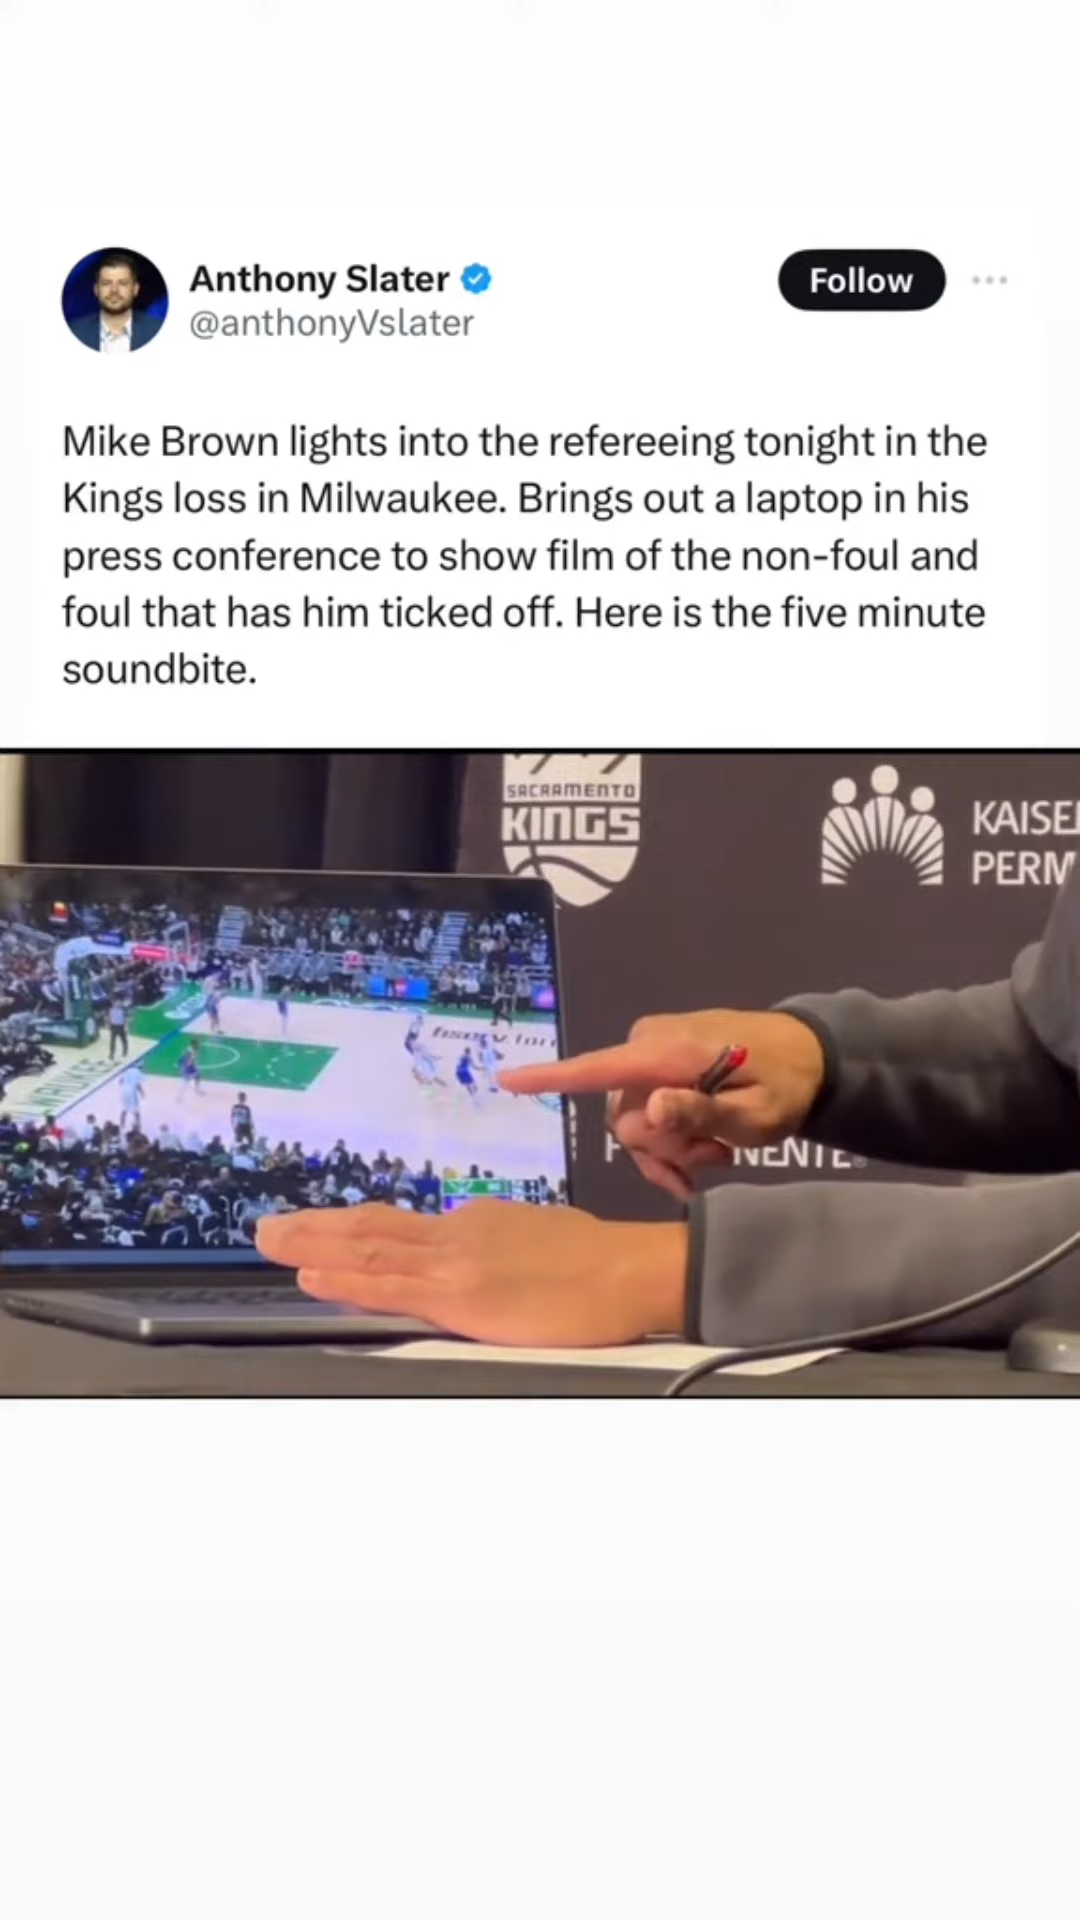 Anthony Slater
Follow
@anthonyVslater
Mike Brown lights into the refereeing tonight in the
Kings loss in Milwaukee. Brings out a laptop in his
press conference to show film of the non-foul and
foul that has him ticked off. Here is the five minute
soundbite.
SACRAMENTO
KINGS
KAISE
PERM
NENTE